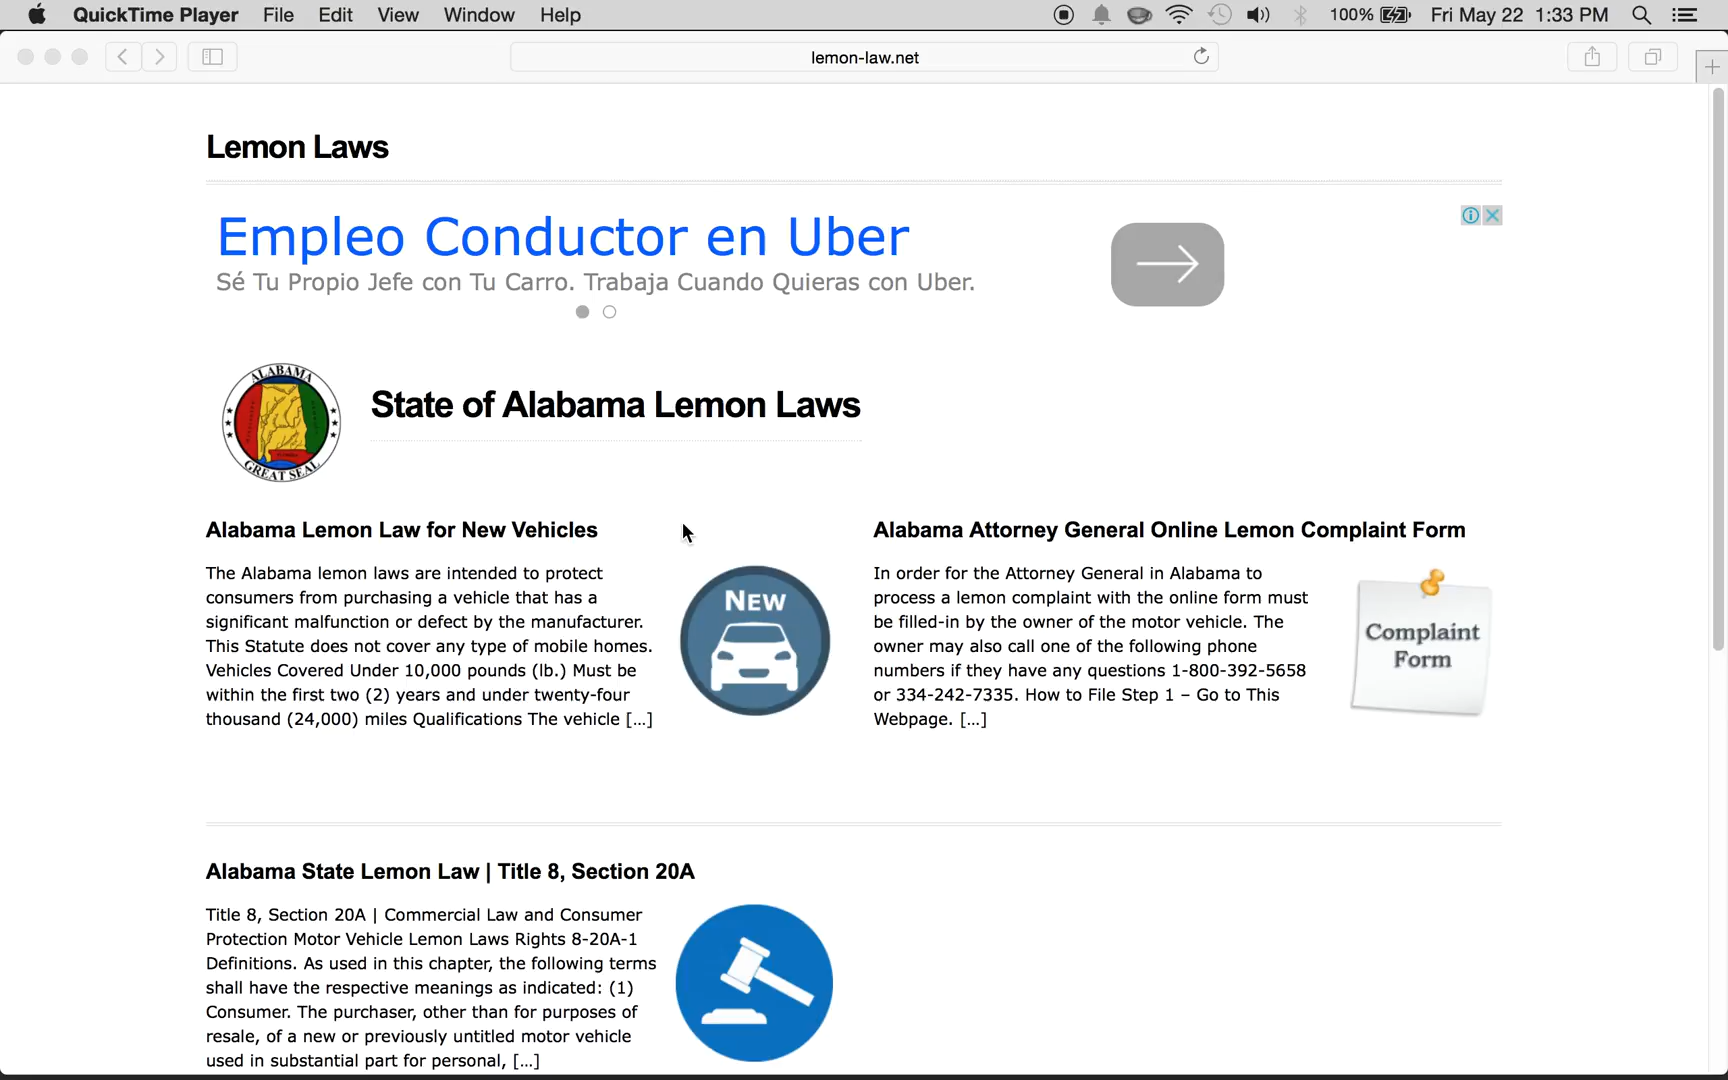 QuickTime Player File Edit View Window Help 100% Fri May 22 1:33 PM
lemon-law.net
Lemon Laws
Empleo Conductor en Uber
Sé Tu Propio Jefe con Tu Carro. Trabaja Cuando Quieras con Uber.
ALABAMA
GREAT SEAL
State of Alabama Lemon Laws
Alabama Lemon Law for New Vehicles
The Alabama lemon laws are intended to protect
consumers from purchasing a vehicle that has a
significant malfunction or defect by the manufacturer.
This Statute does not cover any type of mobile homes.
Vehicles Covered Under 10,000 pounds (lb.) Must be
within the first two (2) years and under twenty-four
thousand (24,000) miles Qualifications The vehicle [...]
NEW
Alabama Attorney General Online Lemon Complaint Form
In order for the Attorney General in Alabama to
process a lemon complaint with the online form must
be filled-in by the owner of the motor vehicle. The
owner may also call one of the following phone
numbers if they have any questions 1-800-392-5658
or 334-242-7335. How to File Step 1 – Go to This
Webpage. [...]
Complaint
Form
Alabama State Lemon Law | Title 8, Section 20A
Title 8, Section 20A | Commercial Law and Consumer
Protection Motor Vehicle Lemon Laws Rights 8-20A-1
Definitions. As used in this chapter, the following terms
shall have the respective meanings as indicated: (1)
Consumer. The purchaser, other than for purposes of
resale, of a new or previously untitled motor vehicle
used in substantial part for personal, [...]